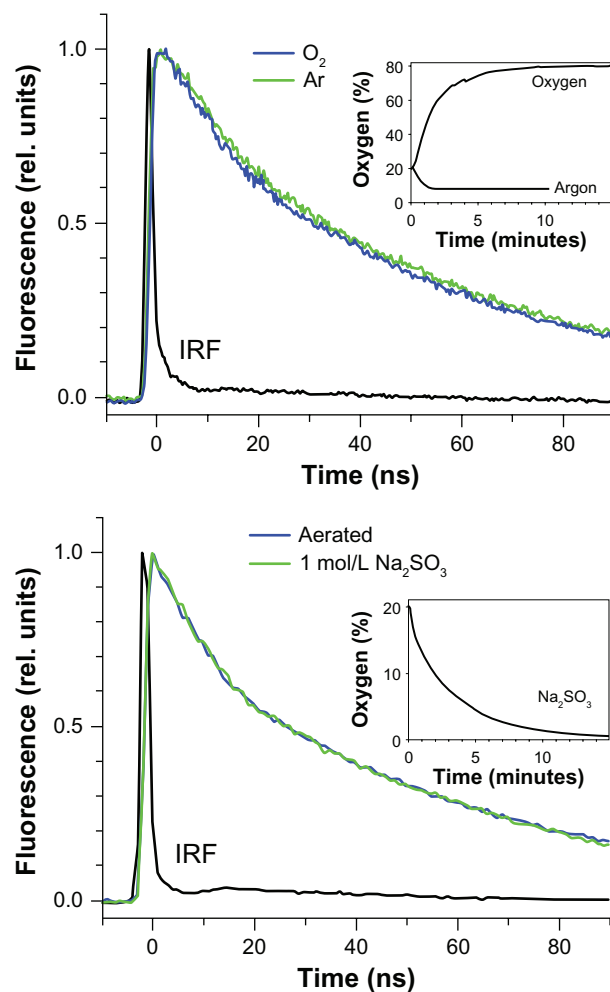 O₂
Ar
Fluorescence (rel. units)
1.0
0.5
0.0
IRF
0 20 40 60 80
Time (ns)
Oxygen (%)
80
60
40
20
0
Oxygen
Argon
0 5 10
Time (minutes)
Aerated
1 mol/L Na₂SO₃
Fluorescence (rel. units)
1.0
0.5
0.0
IRF
0 20 40 60 80
Time (ns)
Oxygen (%)
20
10
0
Na₂SO₃
0 5 10
Time (minutes)